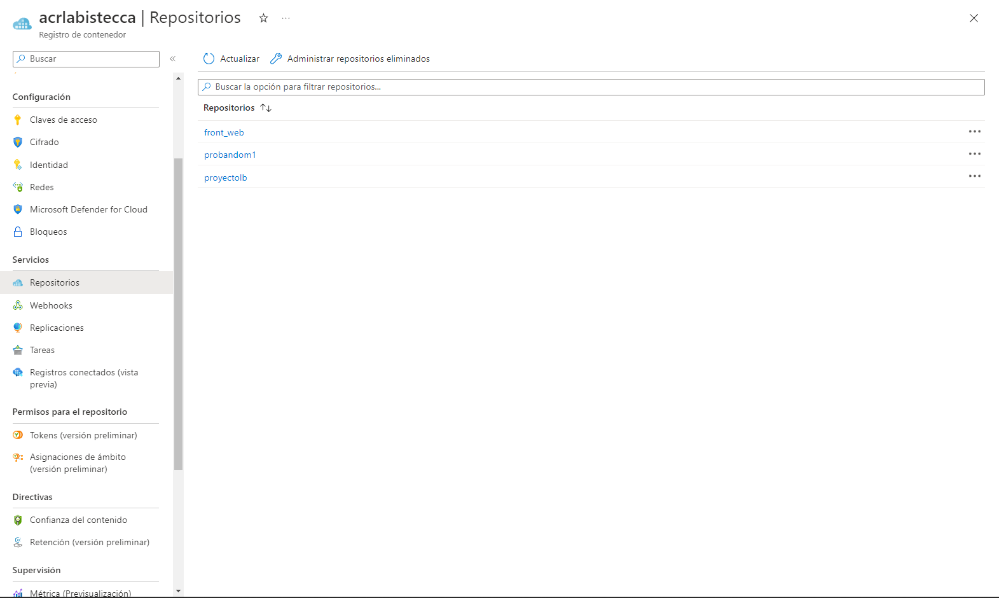 acrlabistecca | Repositorios
Registro de contenedor
Buscar
Configuración
Claves de acceso
Cifrado
Identidad
Redes
Microsoft Defender for Cloud
Bloqueos
Servicios
Repositorios
Webhooks
Replicaciones
Tareas
Registros conectados (vista
previa)
Permisos para el repositorio
Tokens (versión preliminar)
Asignaciones de ámbito
(versión preliminar)
Directivas
Confianza del contenido
Retención (versión preliminar)
Supervisión
Métrica (Previsualización)
Actualizar
Administrar repositorios eliminados
Buscar la opción para filtrar repositorios...
Repositorios
front_web
probandom1
proyectolb